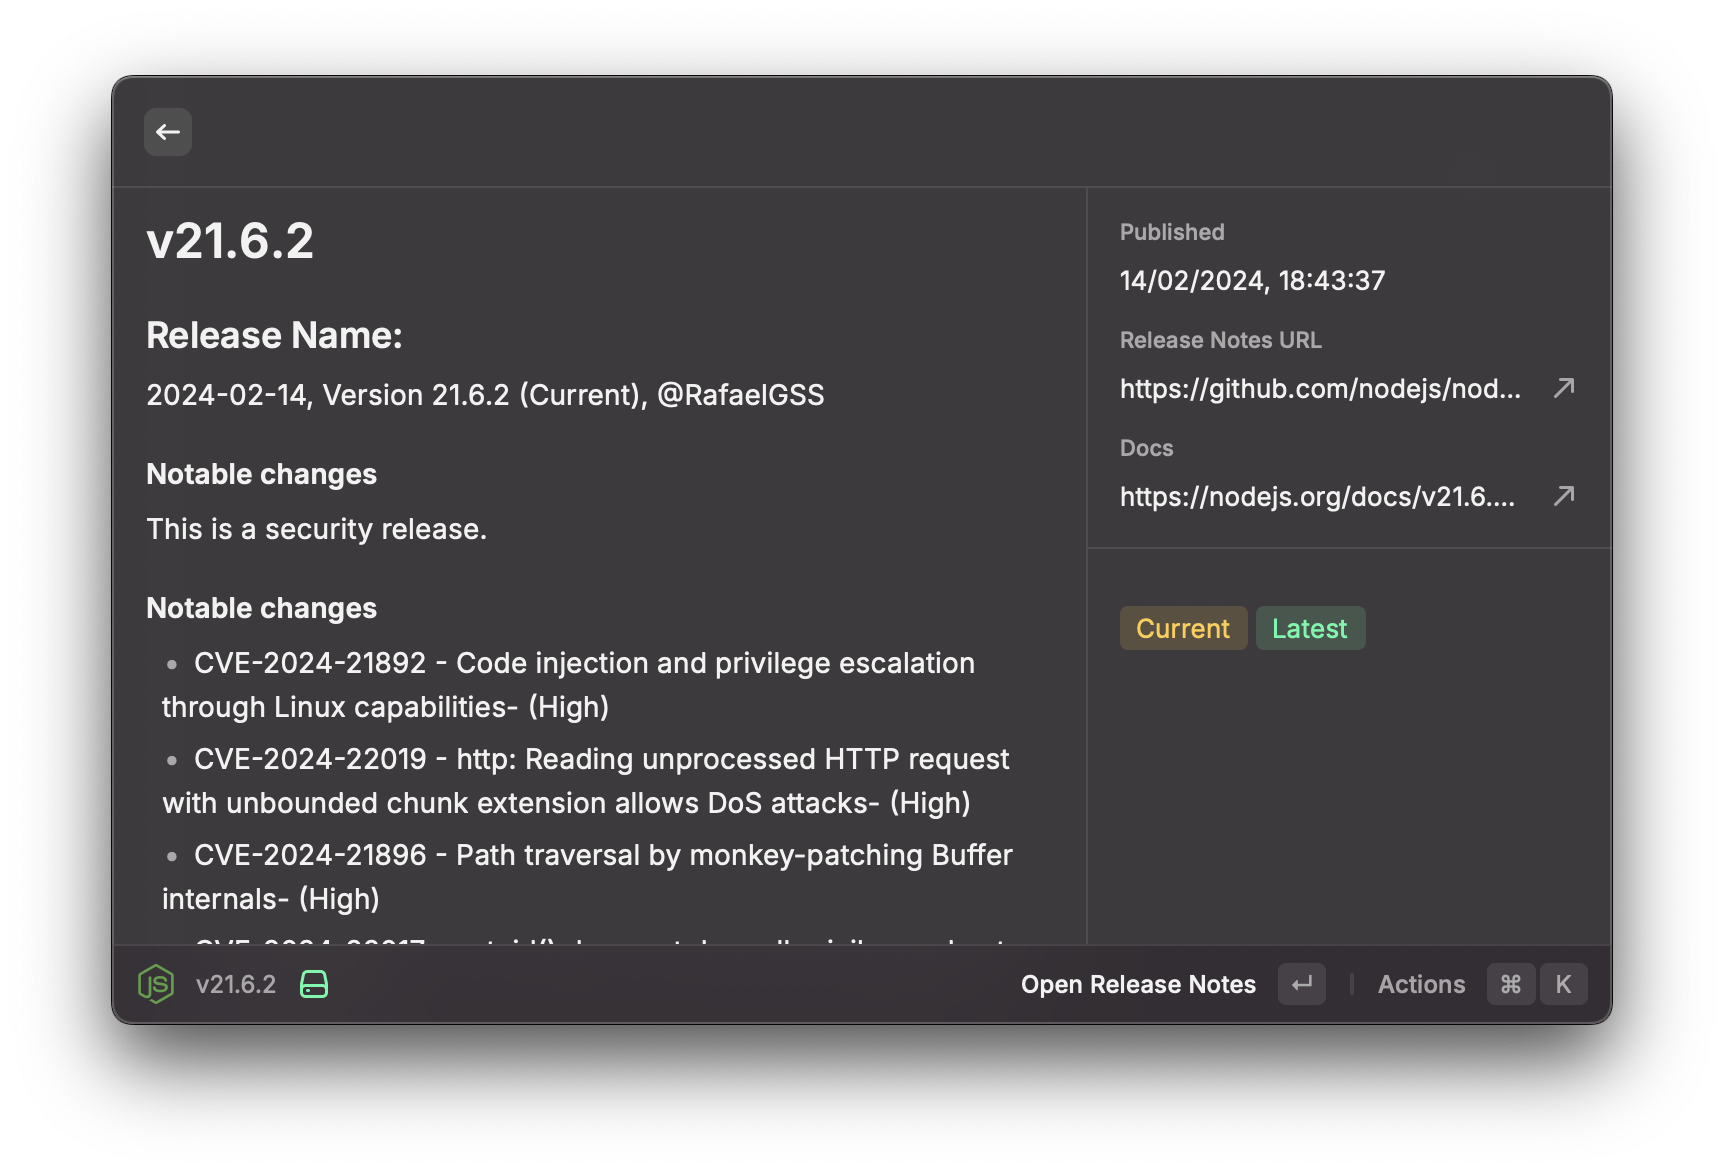 v21.6.2
Release Name:
2024-02-14, Version 21.6.2 (Current), @RafaelGSS
Notable changes
This is a security release.
Notable changes
• CVE-2024-21892 - Code injection and privilege escalation
through Linux capabilities- (High)
• CVE-2024-22019 - http: Reading unprocessed HTTP request
with unbounded chunk extension allows DoS attacks- (High)
• CVE-2024-21896 - Path traversal by monkey-patching Buffer
internals- (High)
Published
14/02/2024, 18:43:37
Release Notes URL
https://github.com/nodejs/nod...
Docs
https://nodejs.org/docs/v21.6....
Current Latest
JS v21.6.2
Open Release Notes ↵ | Actions ⌘ K